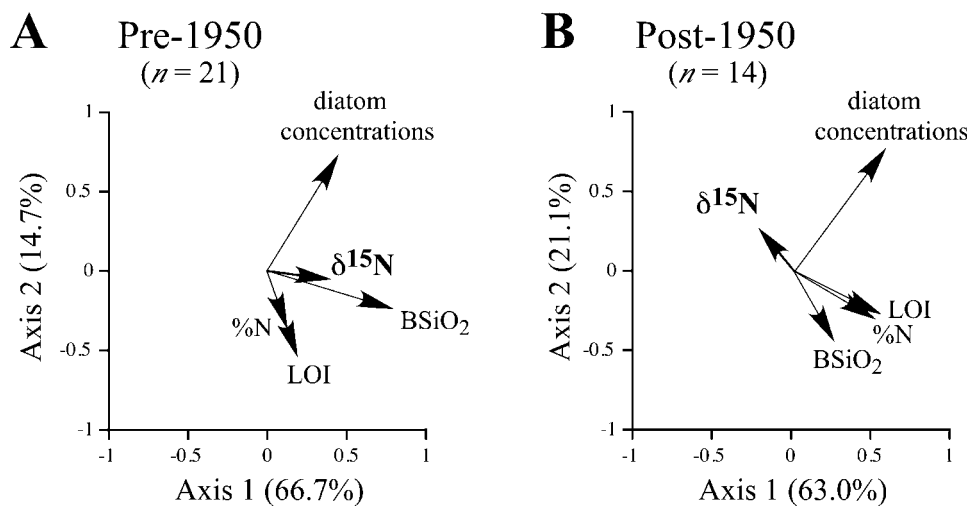 A Pre-1950
(n = 21)
diatom
concentrations
1
0.5
0
-0.5
-1
Axis 2 (14.7%)
δ15N
BSiO2
%N
LOI
-1 -0.5 0 0.5 1
Axis 1 (66.7%)
B Post-1950
(n = 14)
diatom
concentrations
1
0.5
0
-0.5
-1
Axis 2 (21.1%)
δ15N
LOI
%N
BSiO2
-1 -0.5 0 0.5 1
Axis 1 (63.0%)